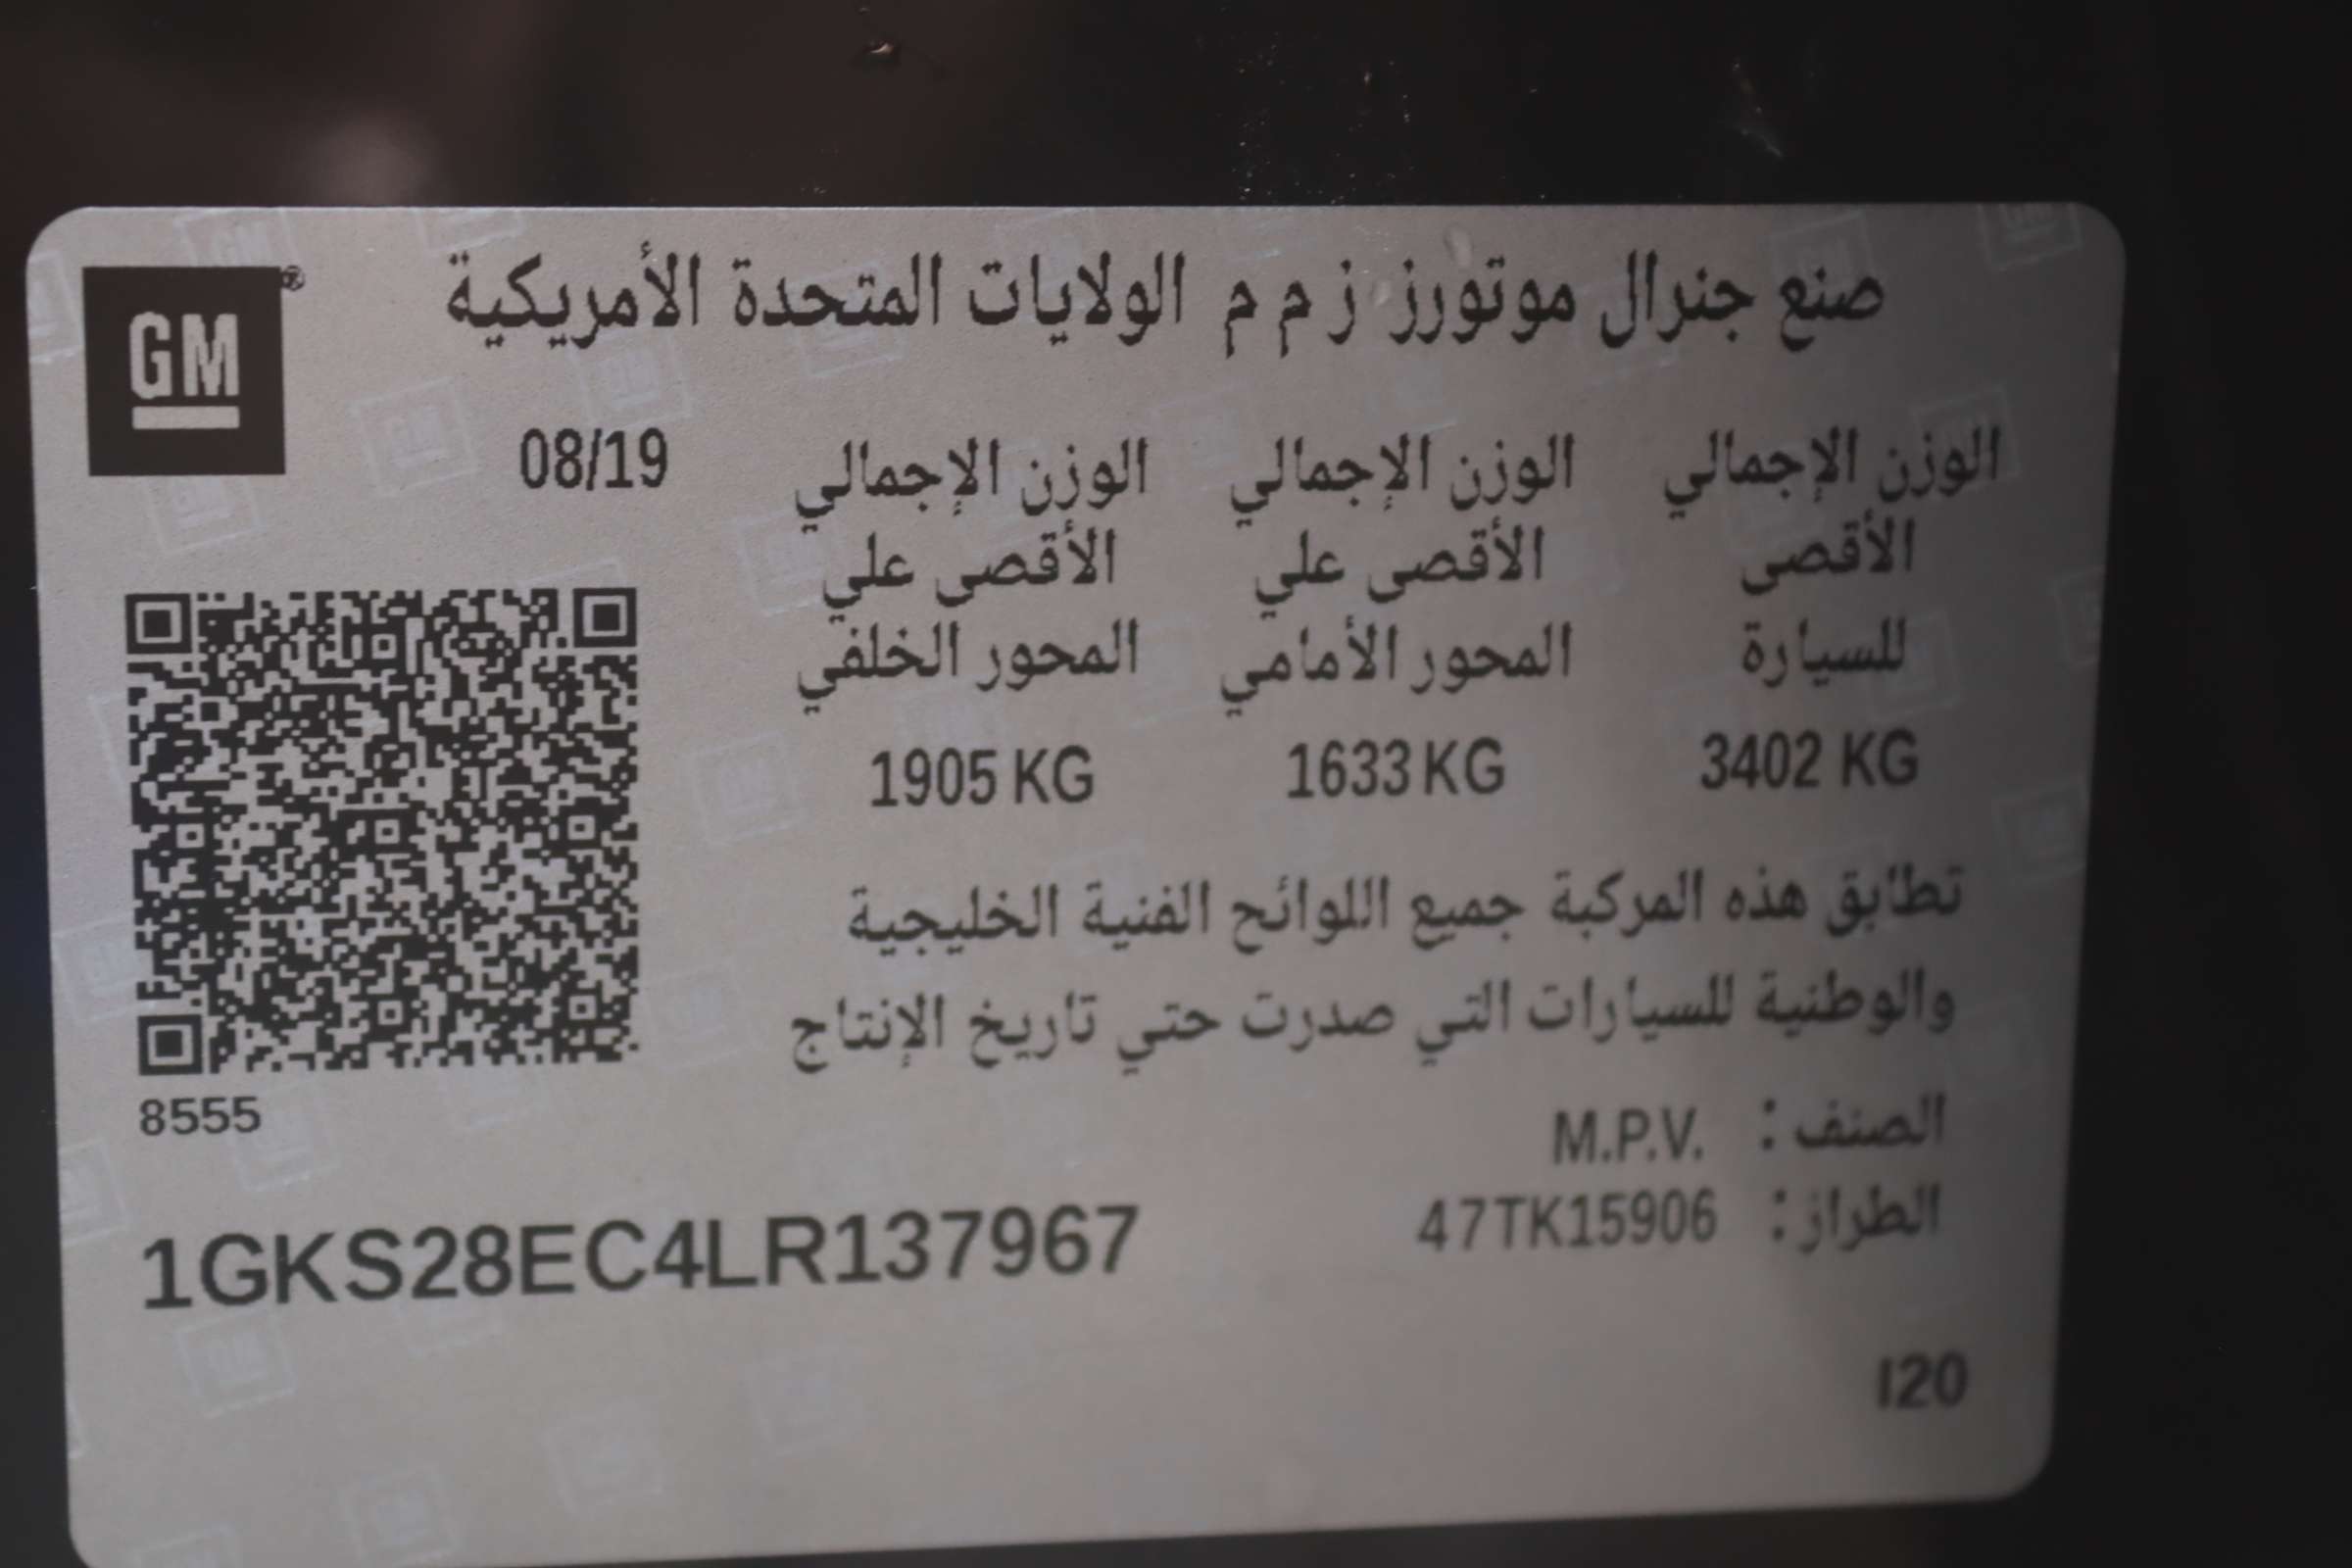 GM®
صنع جنرال موتورز ز م م الولايات المتحدة الأمريكية
08/19
الوزن الإجمالي الأقصى للسيارة
3402 KG
الوزن الإجمالي الأقصى علي المحور الأمامي
1633 KG
الوزن الإجمالي الأقصى علي المحور الخلفي
1905 KG
تطابق هذه المركبة جميع اللوائح الفنية الخليجية
والوطنية للسيارات التي صدرت حتي تاريخ الإنتاج
الصنف : M.P.V.
الطراز : 47TK15906
8555
1GKS28EC4LR137967
I20